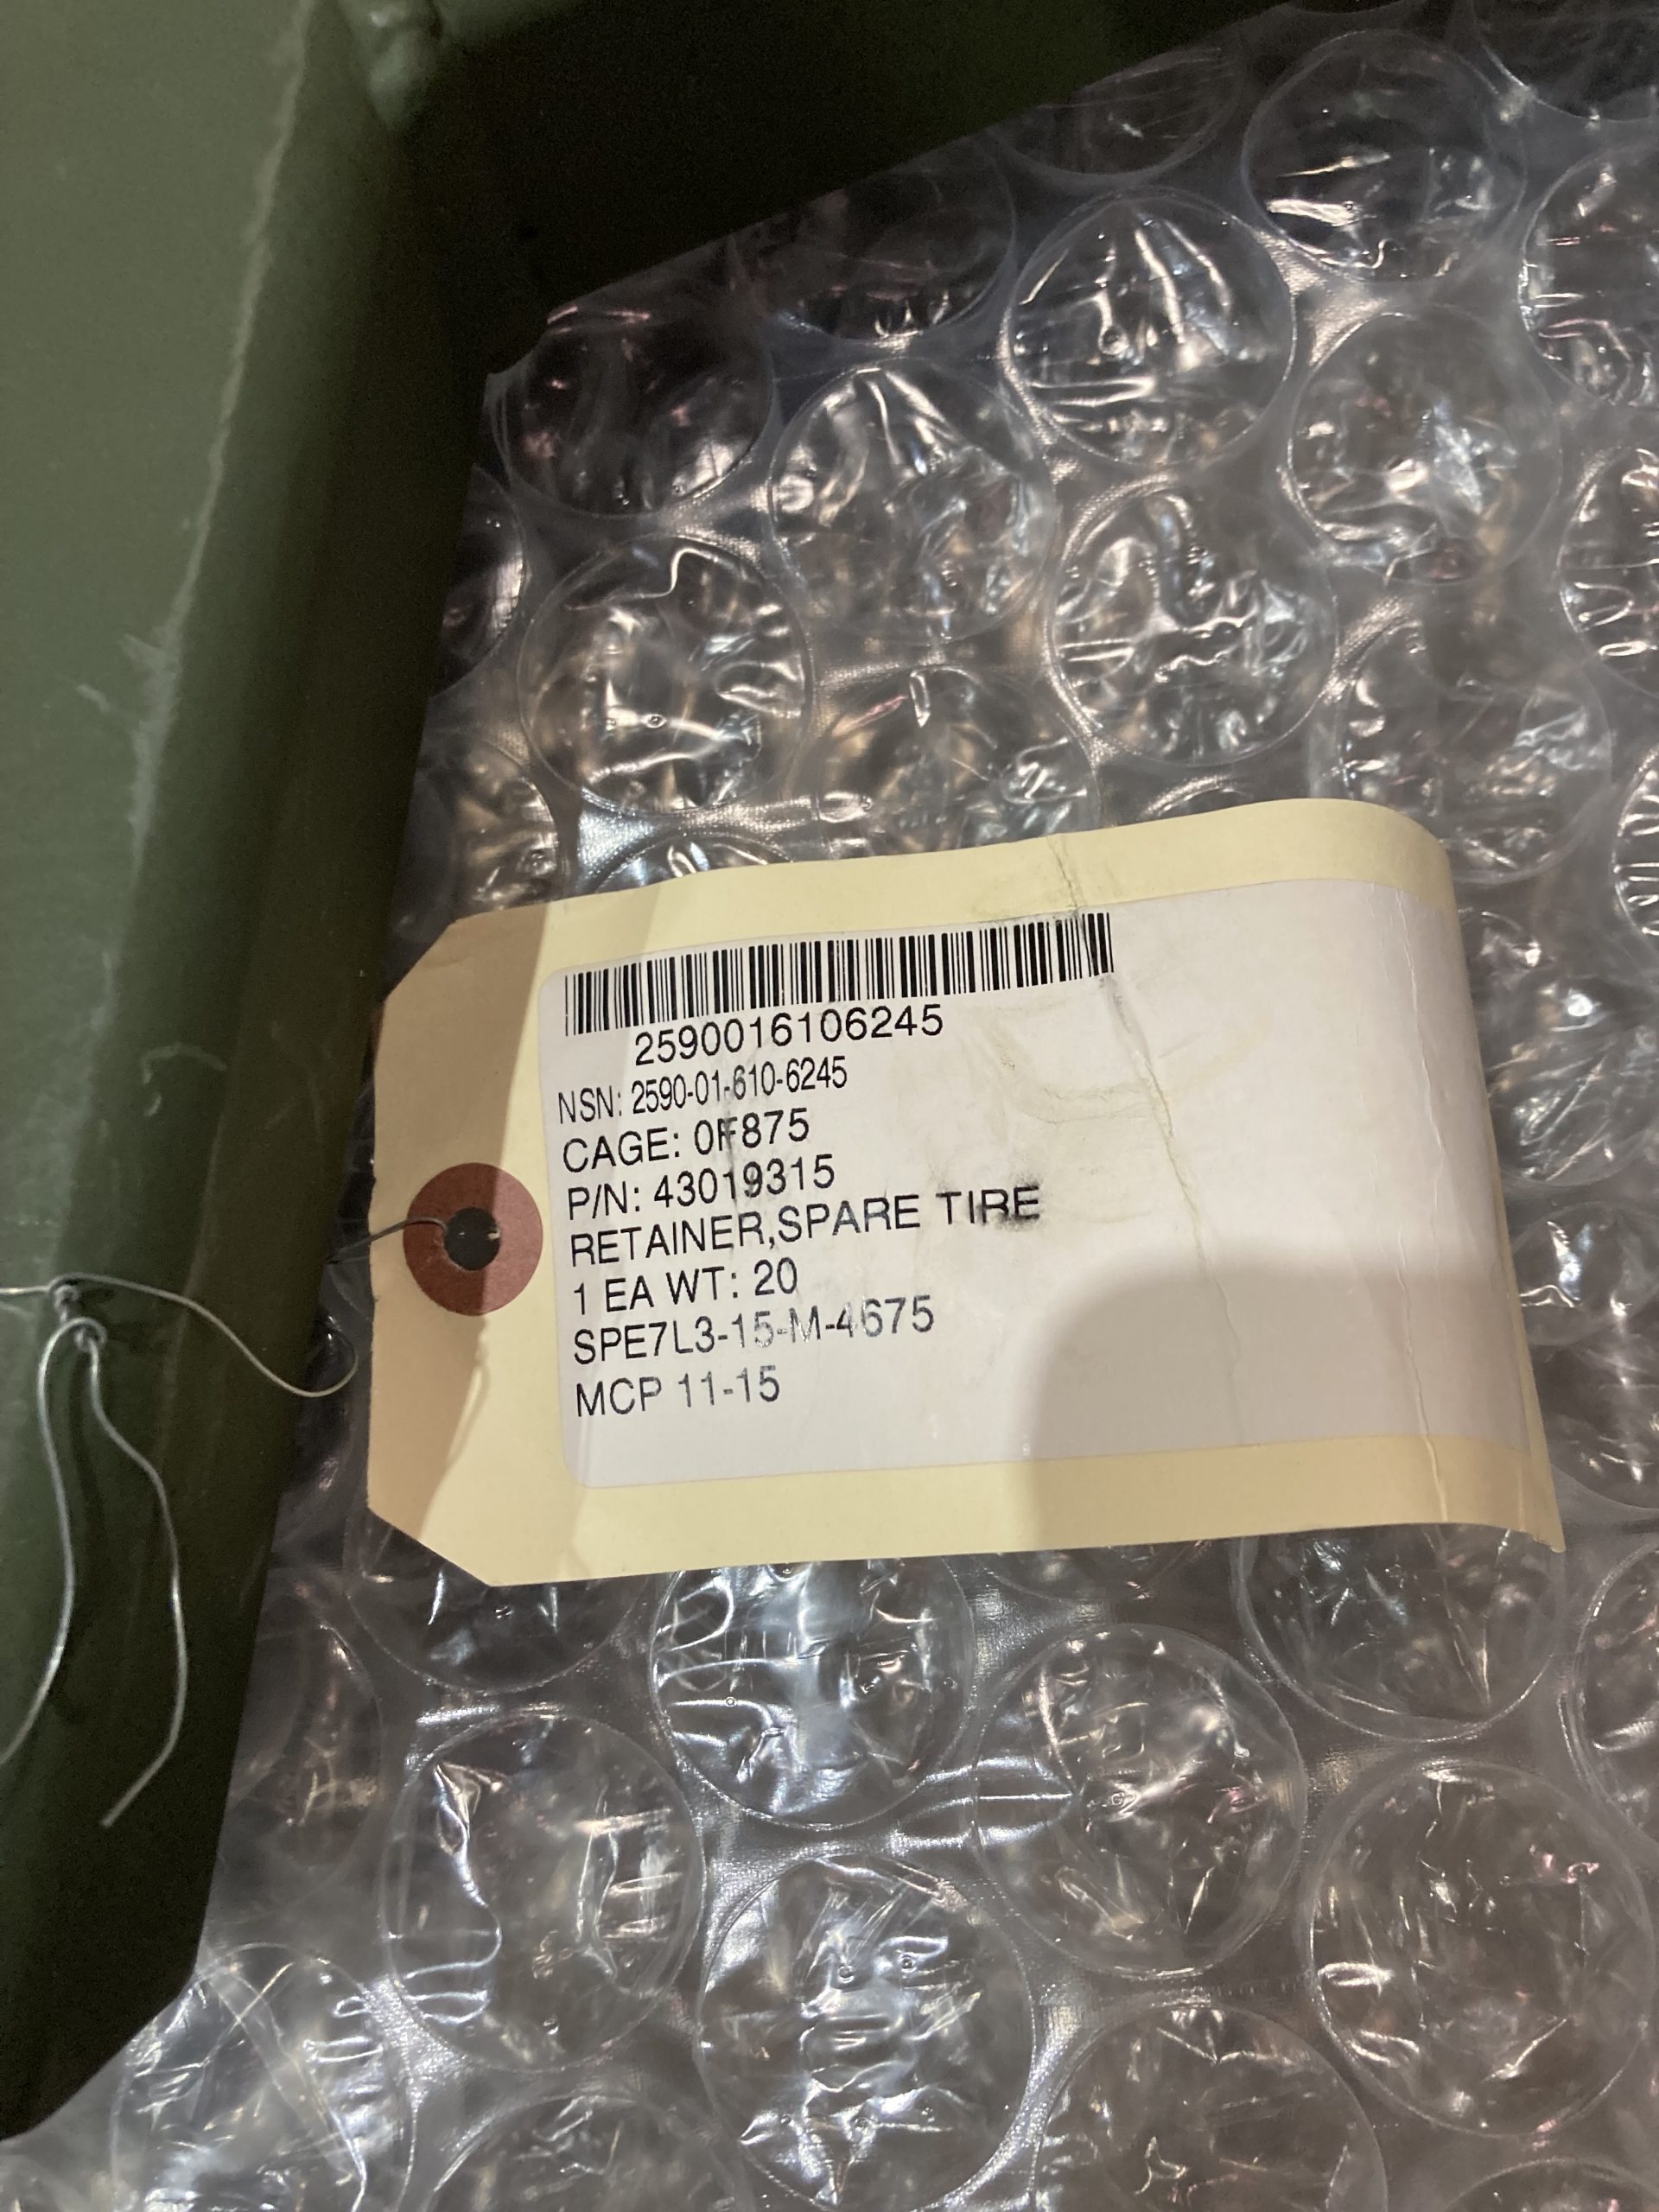 2590016106245
NSN: 2590-01-610-6245
CAGE: 0F875
P/N: 43019315
RETAINER,SPARE TIRE
1 EA WT: 20
SPE7L3-15-M-4675
MCP 11-15